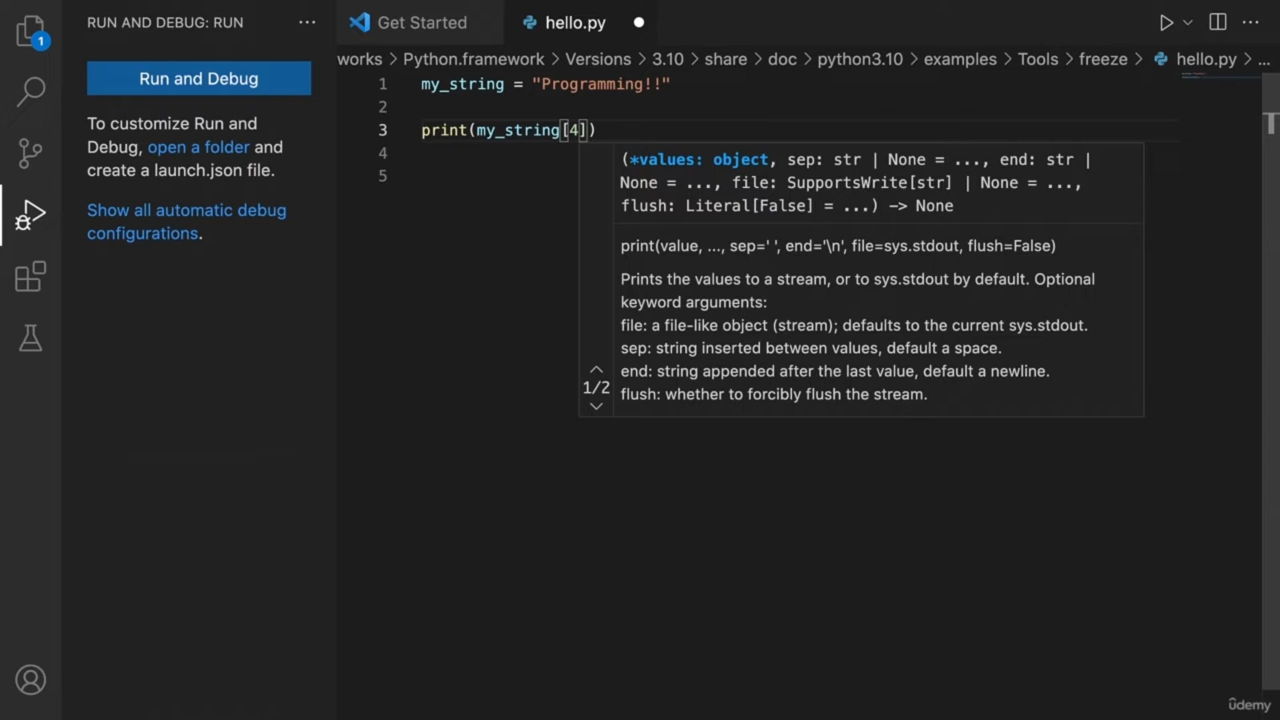 RUN AND DEBUG: RUN
Get Started
hello.py
1
Run and Debug
To customize Run and
Debug, open a folder and
create a launch.json file.
Show all automatic debug
configurations.
works > Python.framework > Versions > 3.10 > share > doc > python3.10 > examples > Tools > freeze > hello.py > ...
1 my_string = "Programming!!"
2
3 print(my_string[4])
4
5
(*values: object, sep: str | None = ..., end: str |
None = ..., file: SupportsWrite[str] | None = ...,
flush: Literal[False] = ...) -> None
print(value, ..., sep=' ', end='\n', file=sys.stdout, flush=False)
Prints the values to a stream, or to sys.stdout by default. Optional
keyword arguments:
file: a file-like object (stream); defaults to the current sys.stdout.
sep: string inserted between values, default a space.
end: string appended after the last value, default a newline.
flush: whether to forcibly flush the stream.
1/2
ûdemy